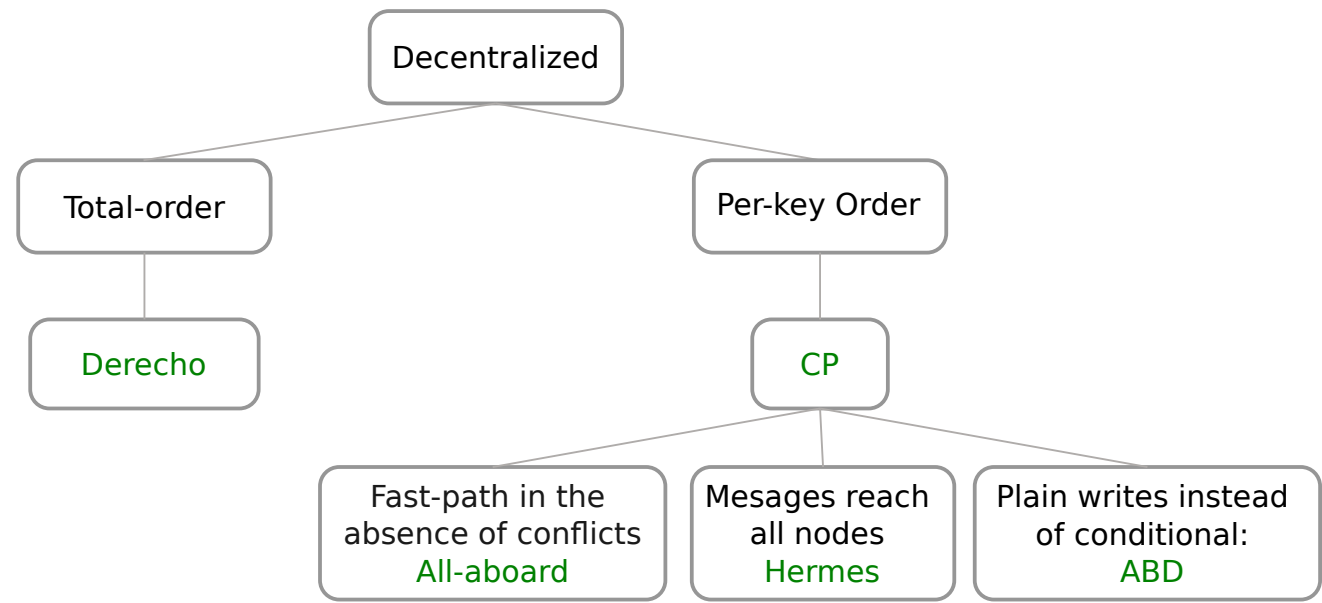 Decentralized
Total-order
Per-key Order
Derecho
CP
Fast-path in the
absence of conflicts
All-aboard
Mesages reach
all nodes
Hermes
Plain writes instead
of conditional:
ABD